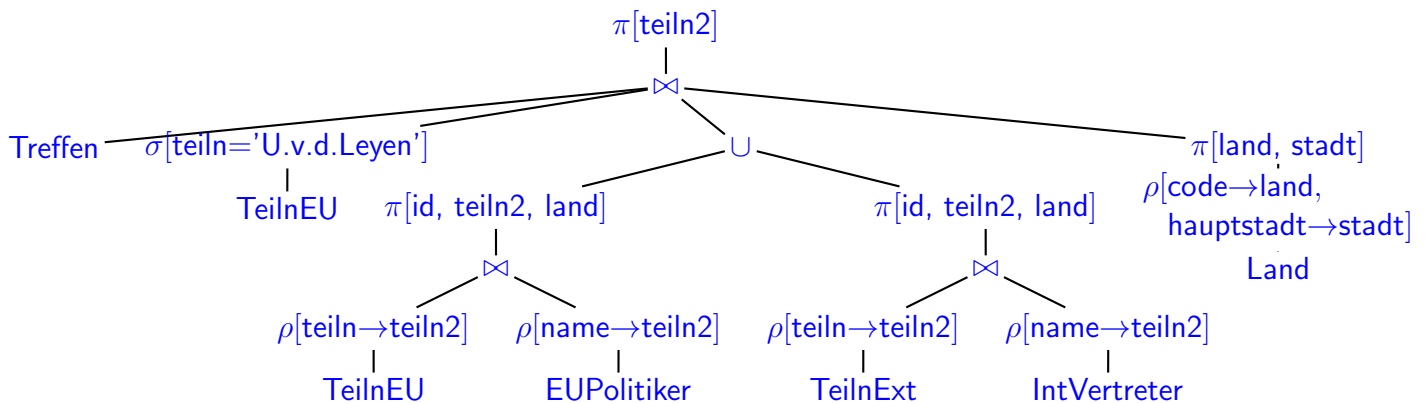 π[teiln2]
⋈
Treffen σ[teiln='U.v.d.Leyen'] ∪ π[land, stadt]
TeilnEU π[id, teiln2, land] π[id, teiln2, land] ρ[code→land,
hauptstadt→stadt]
⋈ ⋈ Land
ρ[teiln→teiln2] ρ[name→teiln2] ρ[teiln→teiln2] ρ[name→teiln2]
TeilnEU EUPolitiker TeilnExt IntVertreter